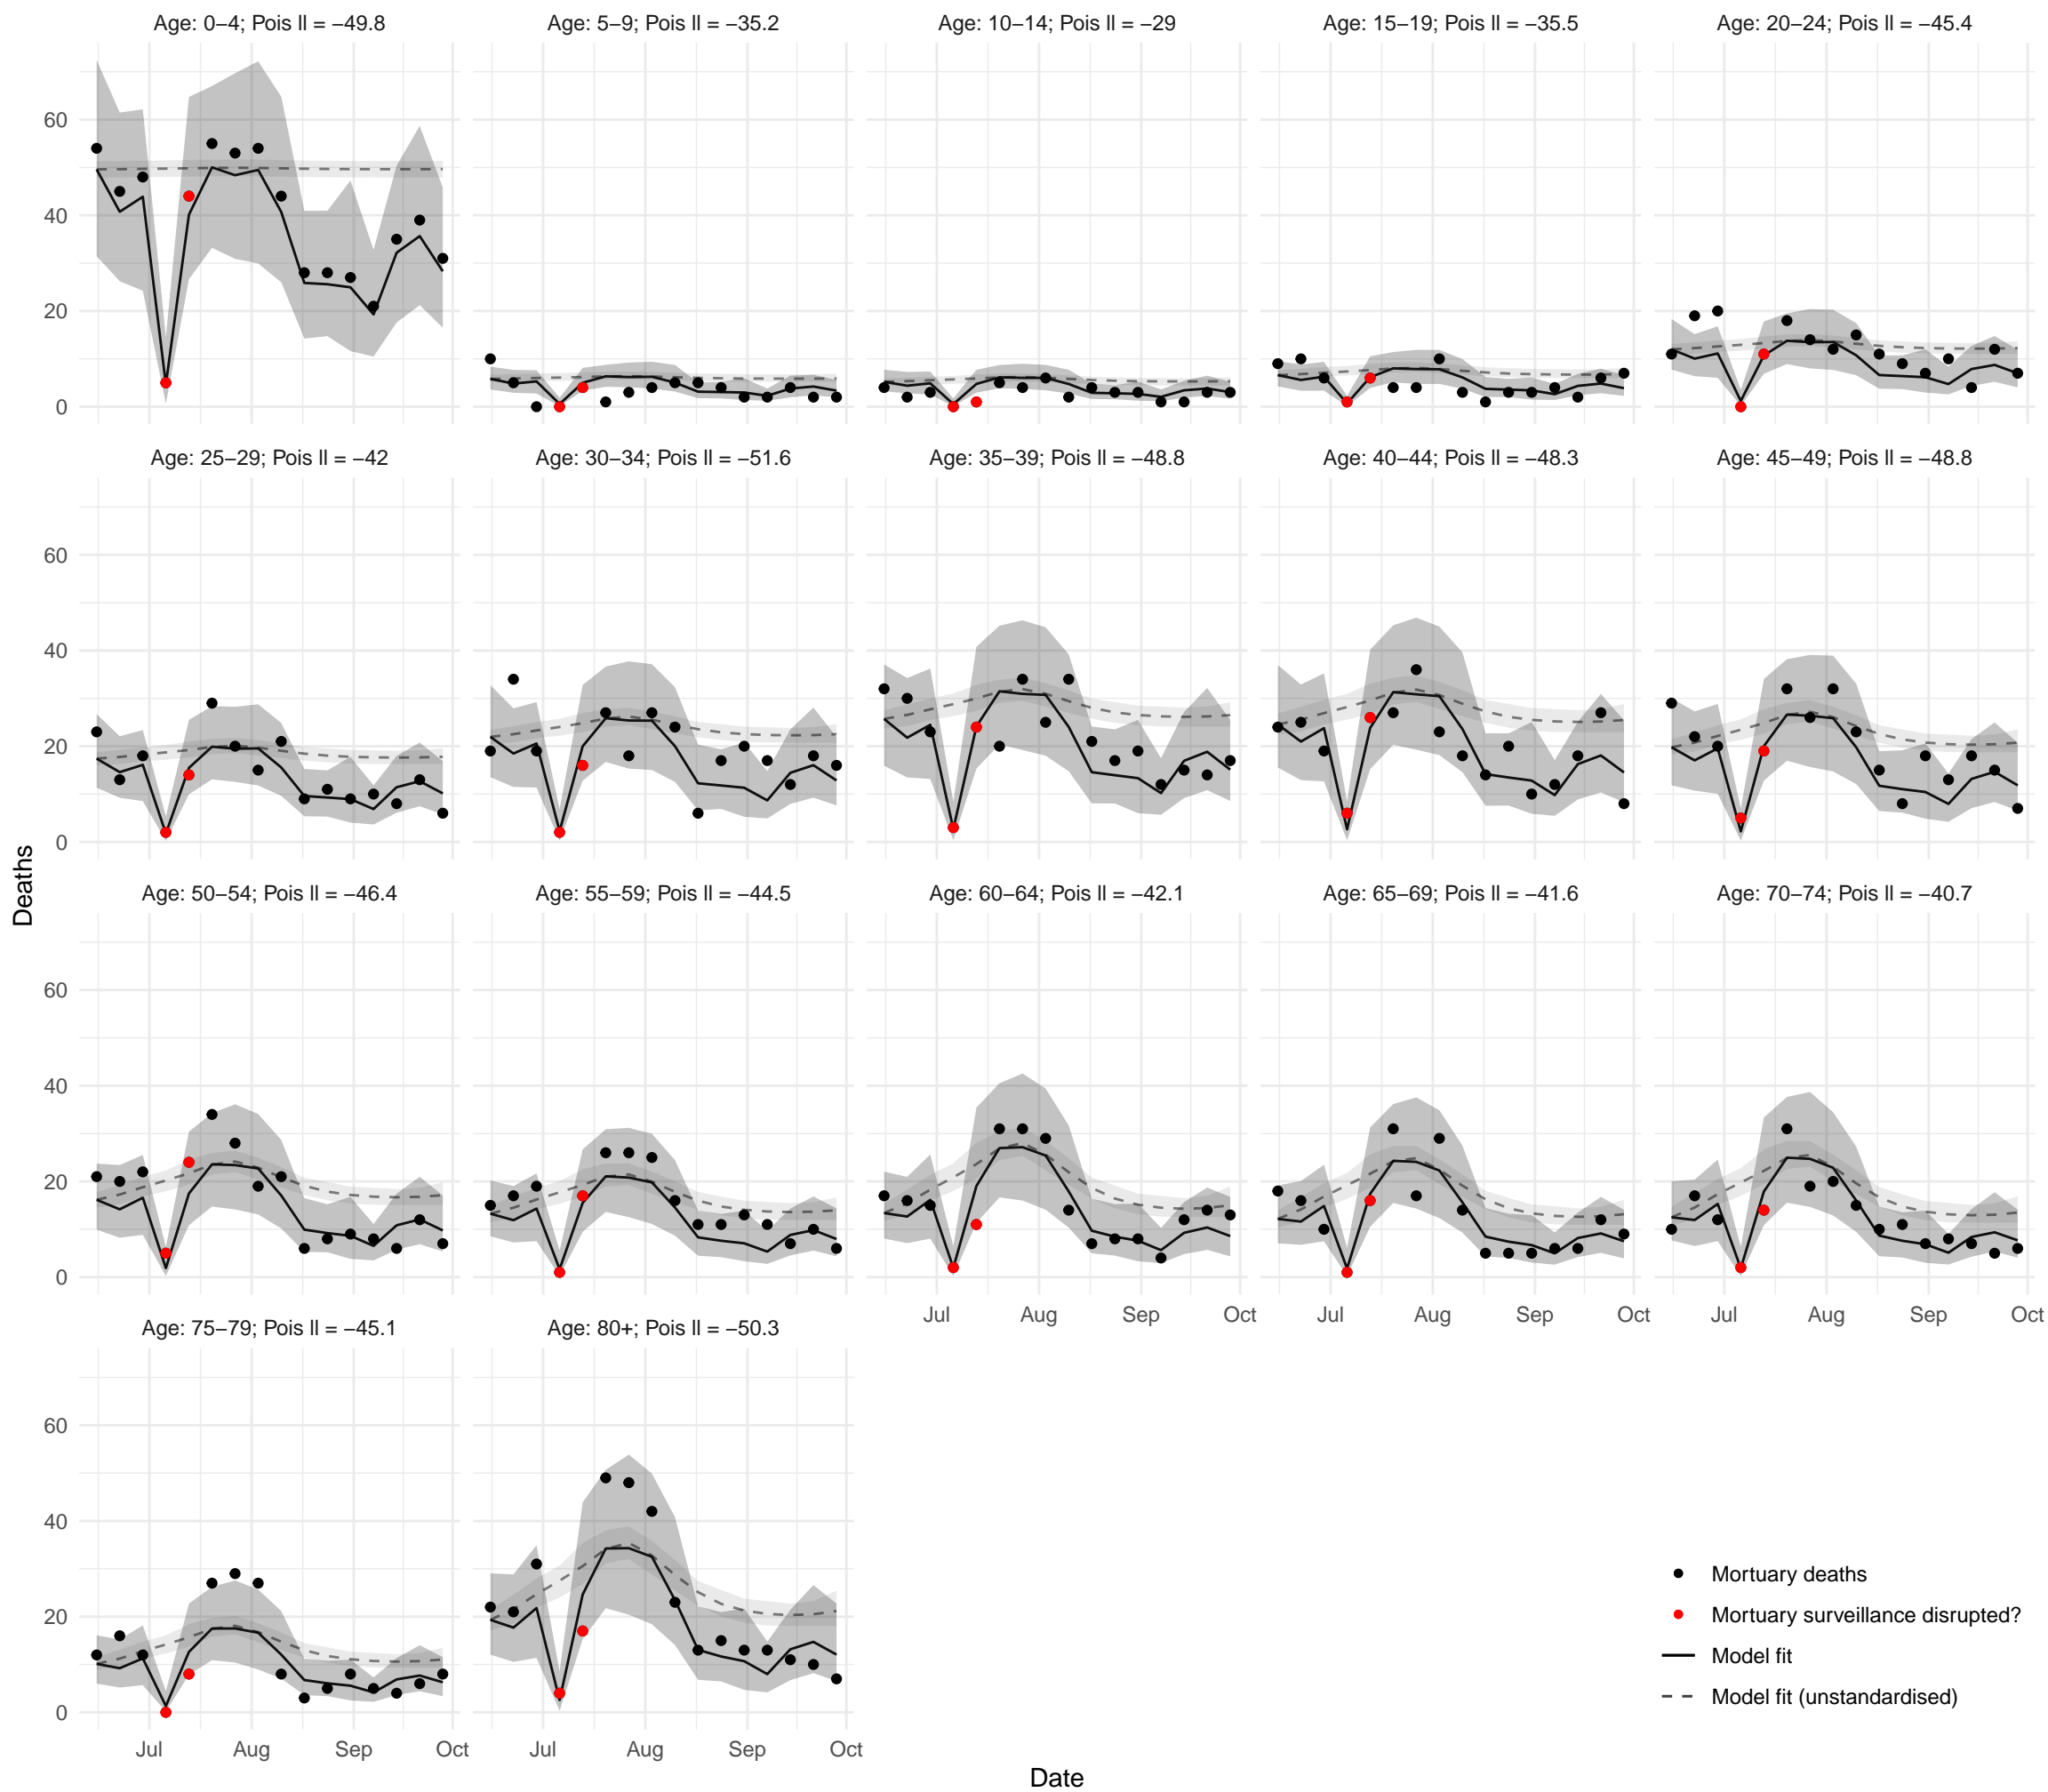 Age: 0−4; Pois ll = −49.8
Age: 5−9; Pois ll = −35.2
Age: 10−14; Pois ll = −29
Age: 15−19; Pois ll = −35.5
Age: 20−24; Pois ll = −45.4
60
40
20
0
Age: 25−29; Pois ll = −42
Age: 30−34; Pois ll = −51.6
Age: 35−39; Pois ll = −48.8
Age: 40−44; Pois ll = −48.3
Age: 45−49; Pois ll = −48.8
60
40
20
0
Deaths
Age: 50−54; Pois ll = −46.4
Age: 55−59; Pois ll = −44.5
Age: 60−64; Pois ll = −42.1
Age: 65−69; Pois ll = −41.6
Age: 70−74; Pois ll = −40.7
60
40
20
0
Jul Aug Sep Oct
Jul Aug Sep Oct
Jul Aug Sep Oct
Age: 75−79; Pois ll = −45.1
Age: 80+; Pois ll = −50.3
60
40
20
0
Jul Aug Sep Oct
Jul Aug Sep Oct
Mortuary deaths
Mortuary surveillance disrupted?
Model fit
Model fit (unstandardised)
Date